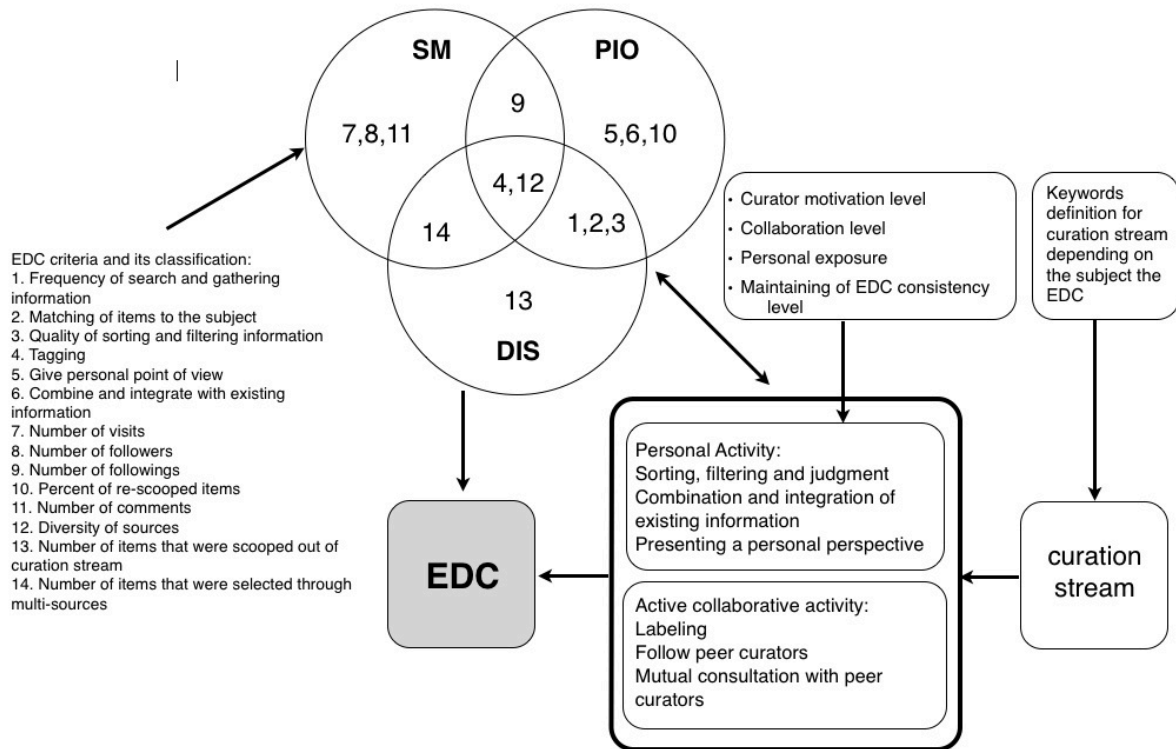 SM
PIO
9
7,8,11
5,6,10
4,12
14
1,2,3
13
DIS
EDC criteria and its classification:
1. Frequency of search and gathering
information
2. Matching of items to the subject
3. Quality of sorting and filtering information
4. Tagging
5. Give personal point of view
6. Combine and integrate with existing
information
7. Number of visits
8. Number of followers
9. Number of followings
10. Percent of re-scooped items
11. Number of comments
12. Diversity of sources
13. Number of items that were scooped out of
curation stream
14. Number of items that were selected through
multi-sources
• Curator motivation level
• Collaboration level
• Personal exposure
• Maintaining of EDC consistency
level
Keywords
definition for
curation stream
depending on
the subject the
EDC
Personal Activity:
Sorting, filtering and judgment
Combination and integration of
existing information
Presenting a personal perspective
Active collaborative activity:
Labeling
Follow peer curators
Mutual consultation with peer
curators
EDC
curation
stream